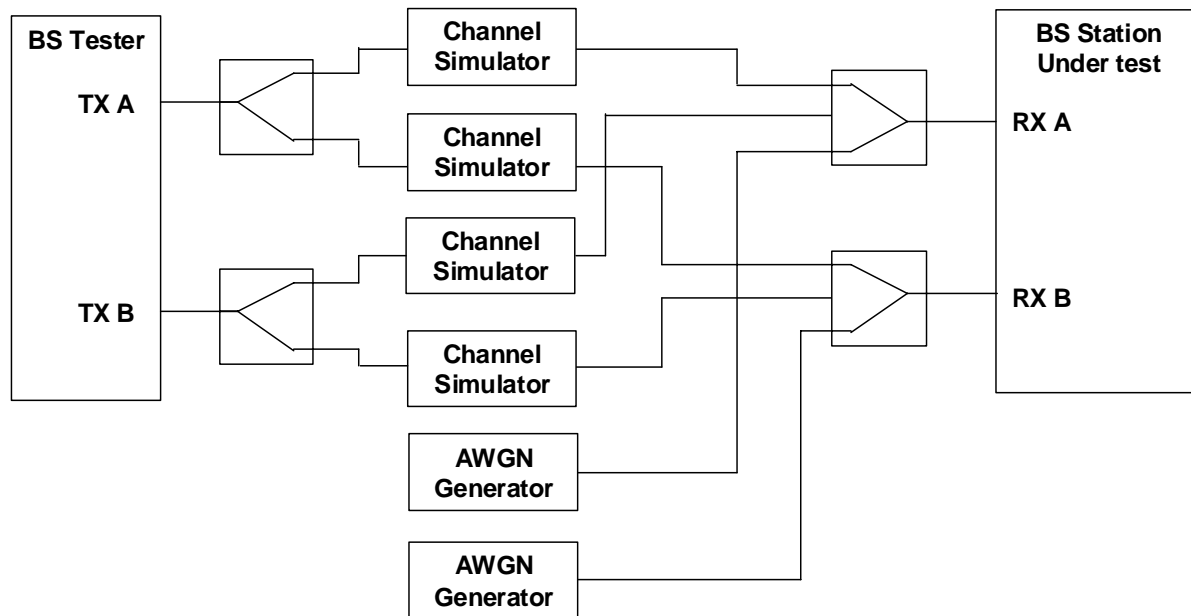 BS Tester
TX A
TX B
Channel
Simulator
Channel
Simulator
Channel
Simulator
Channel
Simulator
AWGN
Generator
AWGN
Generator
BS Station
Under test
RX A
RX B